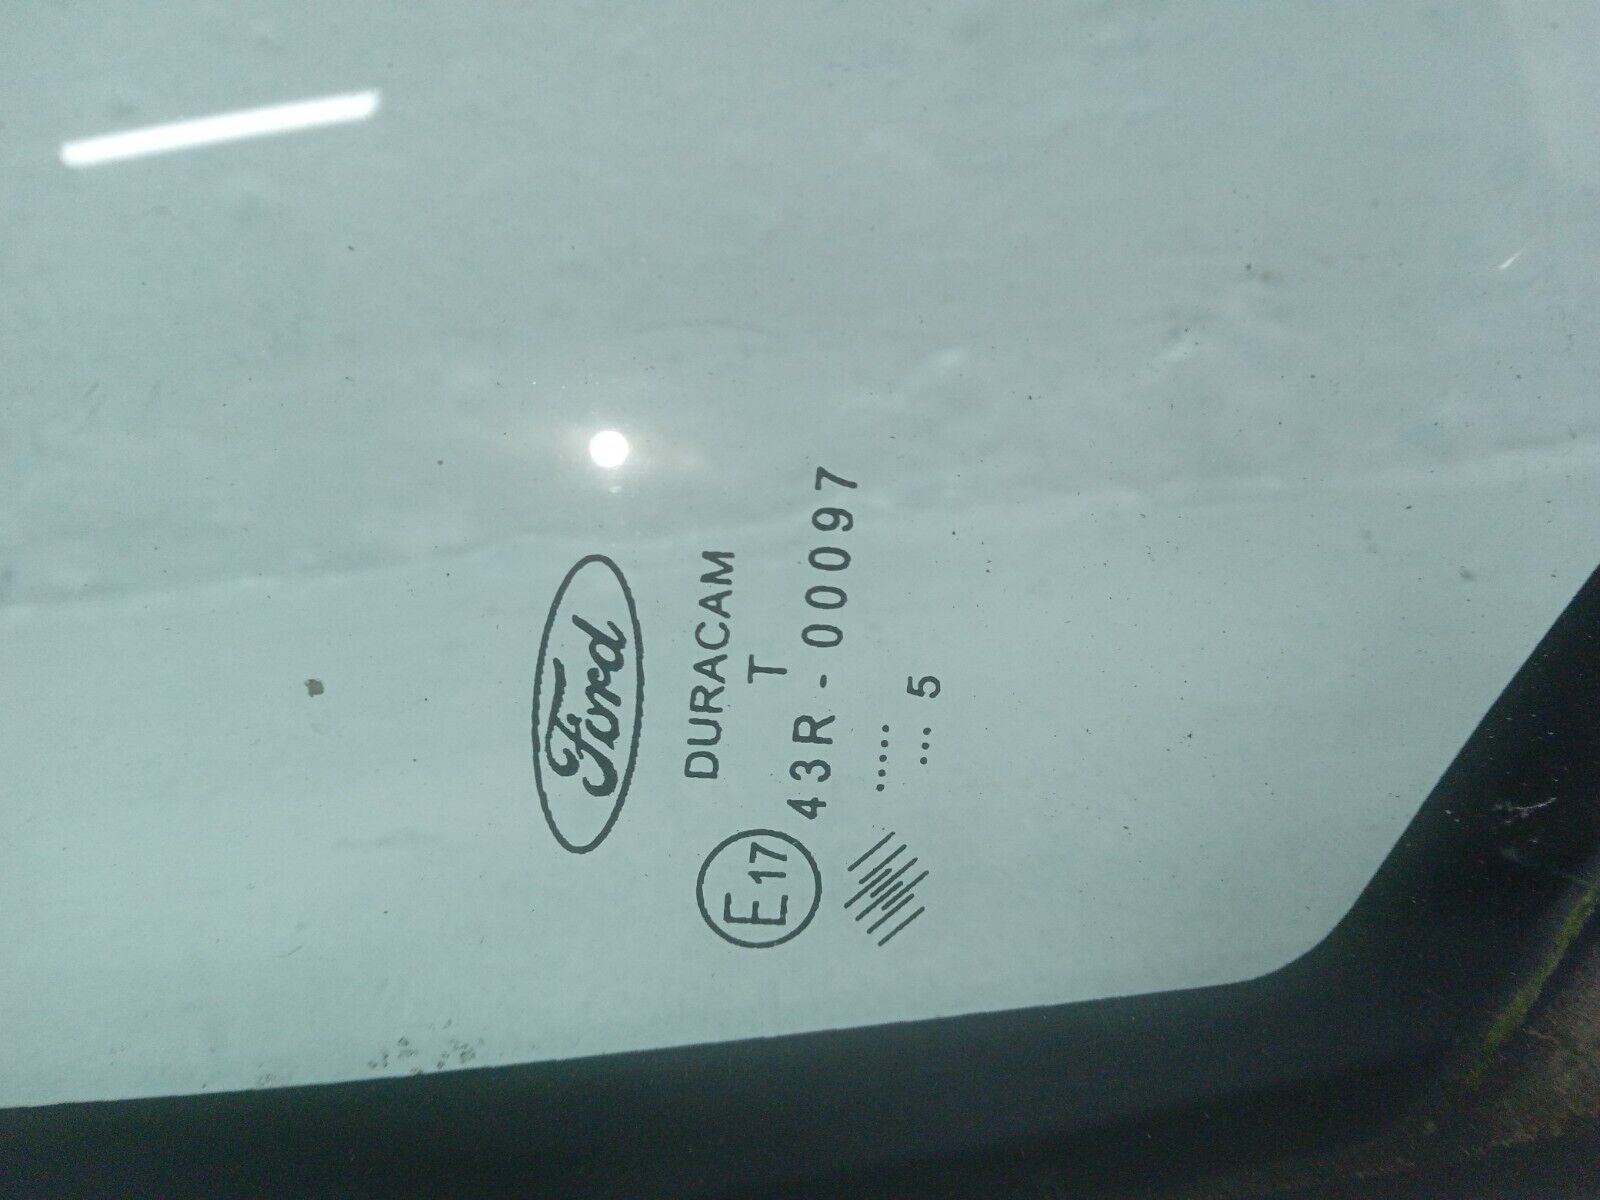 Ford
DURACAM
T
E17
43R-00097
.....
... 5